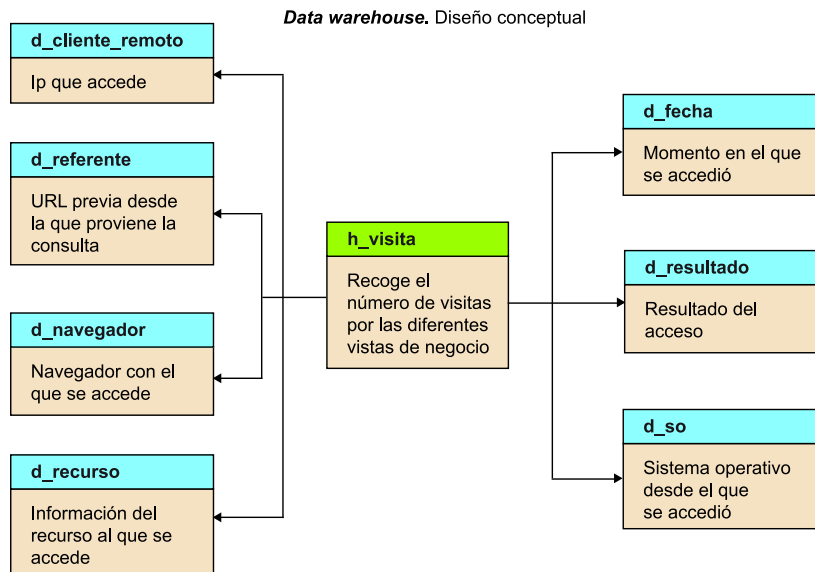 Data warehouse. Diseño conceptual
d_cliente_remoto
Ip que accede
d_referente
URL previa desde
la que proviene la
consulta
d_navegador
Navegador con el
que se accede
d_recurso
Información del
recurso al que se
accede
h_visita
Recoge el
número de visitas
por las diferentes
vistas de negocio
d_fecha
Momento en el que
se accedió
d_resultado
Resultado del
acceso
d_so
Sistema operativo
desde el que
se accedió